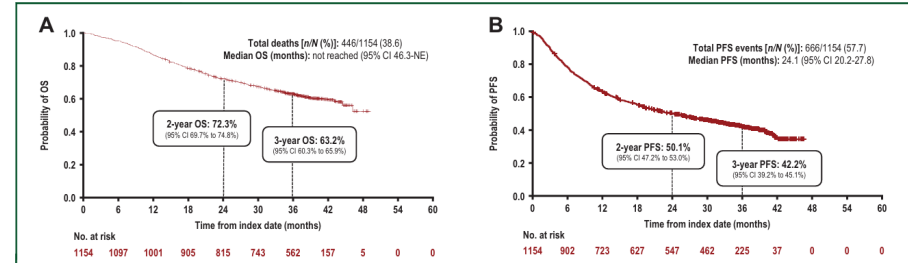 A
Total deaths [n/N (%)]: 446/1154 (38.6)
Median OS (months): not reached (95% CI 46.3-NE)
Probability of OS
1.0
0.8
0.6
0.4
0.2
0.0
2-year OS: 72.3%
(95% CI 69.7% to 74.8%)
3-year OS: 63.2%
(95% CI 60.3% to 65.9%)
0 6 12 18 24 30 36 42 48 54 60
Time from index date (months)
No. at risk
1154 1097 1001 905 815 743 562 157 5 0 0
B
Total PFS events [n/N (%)]: 666/1154 (57.7)
Median PFS (months): 24.1 (95% CI 20.2-27.8)
Probability of PFS
1.0
0.8
0.6
0.4
0.2
0.0
2-year PFS: 50.1%
(95% CI 47.2% to 53.0%)
3-year PFS: 42.2%
(95% CI 39.2% to 45.1%)
0 6 12 18 24 30 36 42 48 54 60
Time from index date (months)
No. at risk
1154 902 723 627 547 462 225 37 0 0 0